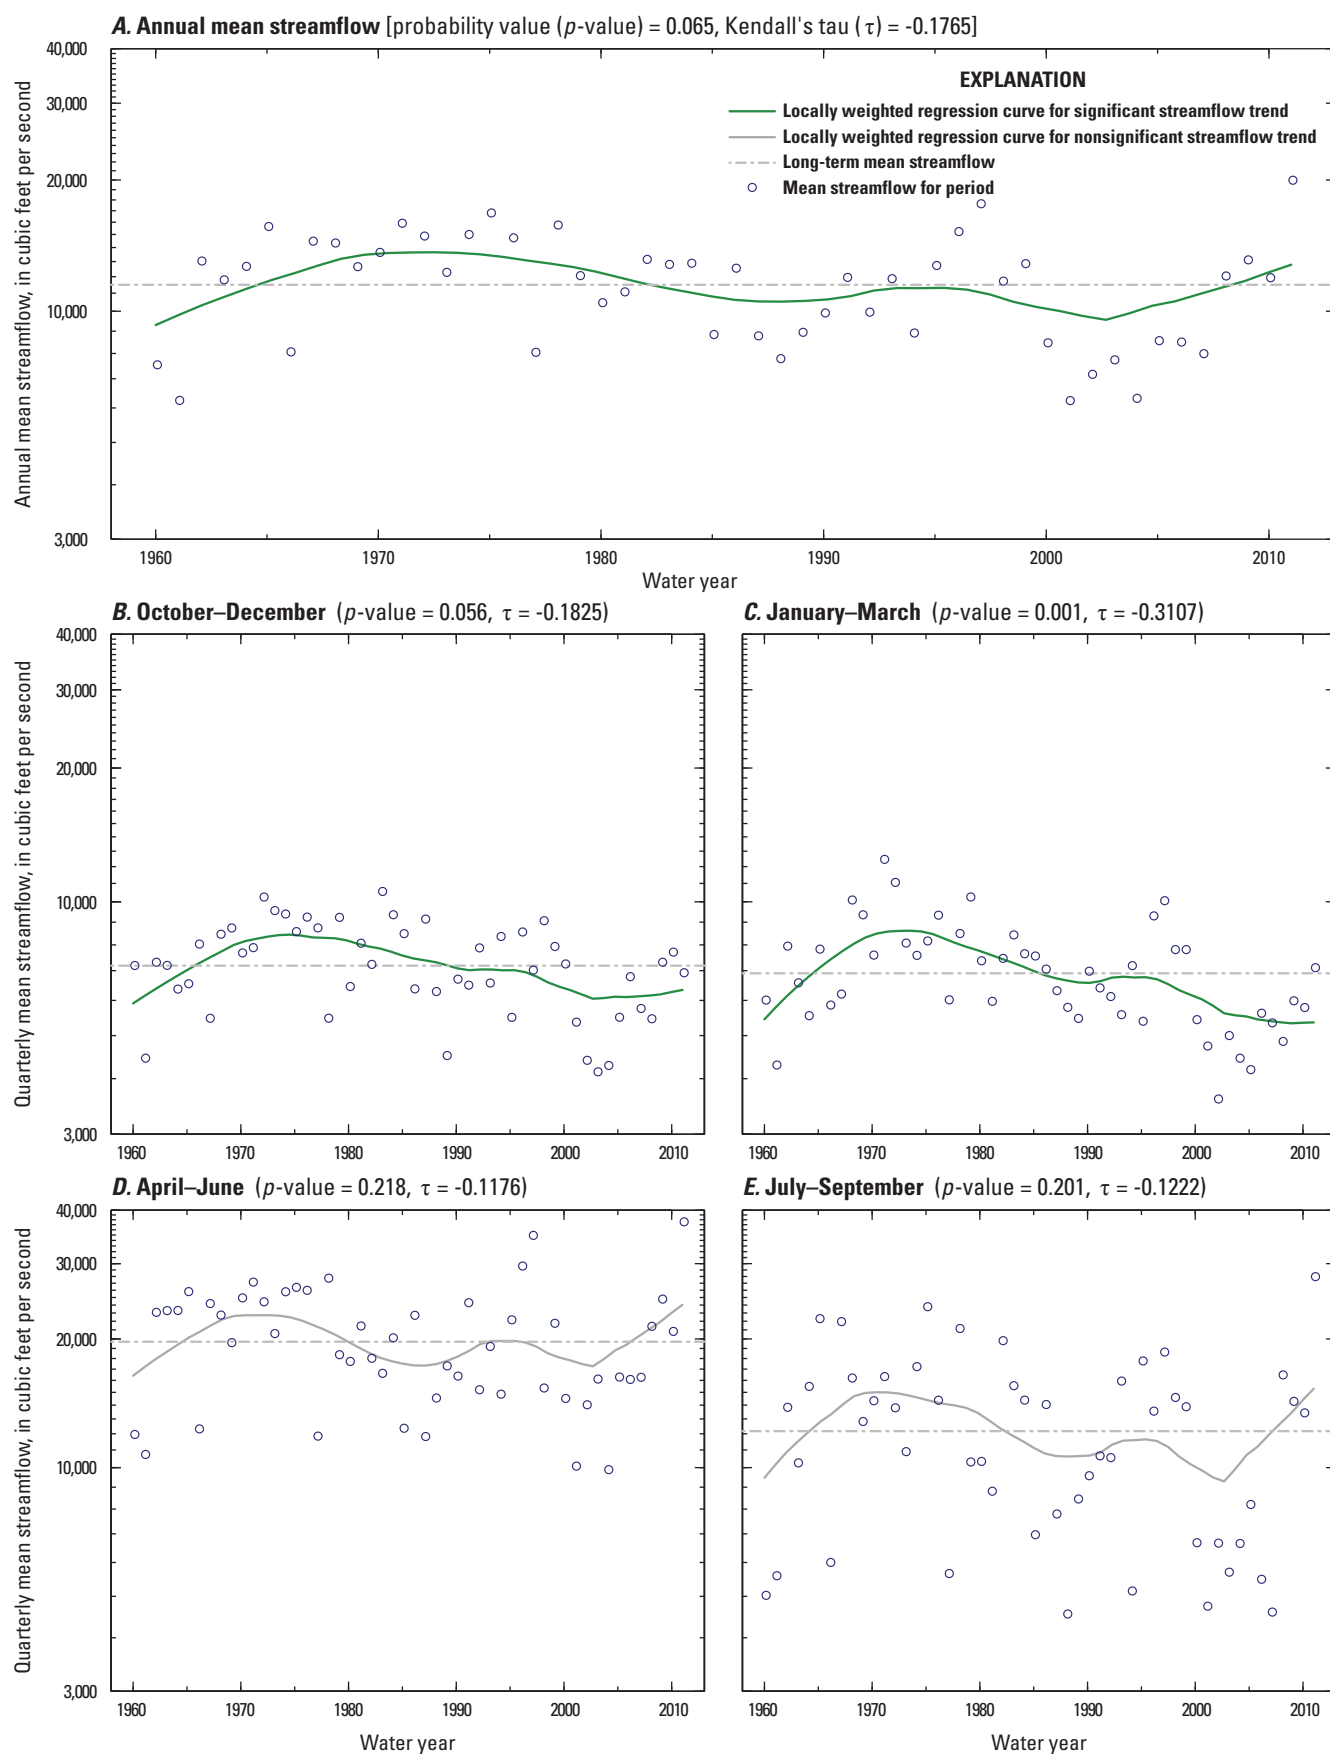 A. Annual mean streamflow [probability value (p-value) = 0.065, Kendall's tau (τ) = -0.1765]
40,000
30,000
20,000
10,000
3,000
Annual mean streamflow, in cubic feet per second
EXPLANATION
Locally weighted regression curve for significant streamflow trend
Locally weighted regression curve for nonsignificant streamflow trend
Long-term mean streamflow
Mean streamflow for period
1960 1970 1980 1990 2000 2010
Water year
B. October–December (p-value = 0.056, τ = -0.1825)
40,000
30,000
20,000
10,000
3,000
Quarterly mean streamflow, in cubic feet per second
1960 1970 1980 1990 2000 2010
C. January–March (p-value = 0.001, τ = -0.3107)
1960 1970 1980 1990 2000 2010
D. April–June (p-value = 0.218, τ = -0.1176)
40,000
30,000
20,000
10,000
3,000
Quarterly mean streamflow, in cubic feet per second
1960 1970 1980 1990 2000 2010
Water year
E. July–September (p-value = 0.201, τ = -0.1222)
1960 1970 1980 1990 2000 2010
Water year